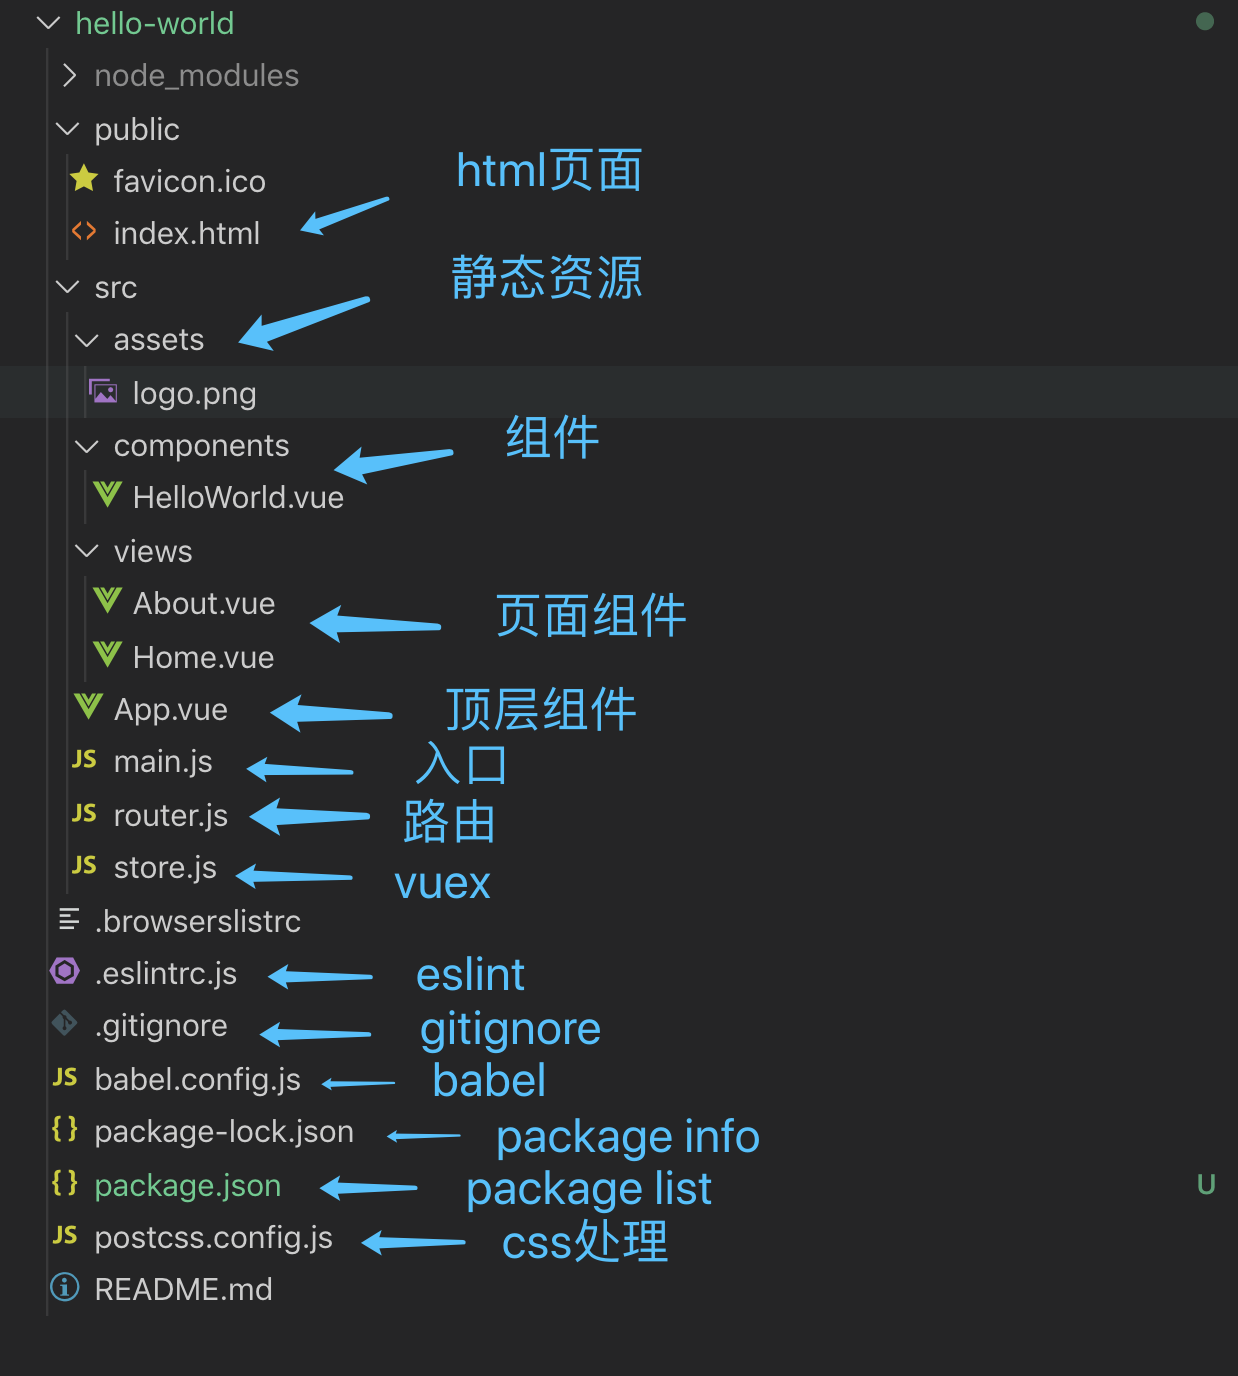 hello-world
node_modules
public
favicon.ico
html页面
index.html
src
静态资源
assets
logo.png
components
组件
HelloWorld.vue
views
About.vue
页面组件
Home.vue
App.vue
顶层组件
JS main.js
入口
JS router.js
路由
JS store.js
vuex
.browserslistrc
.eslintrc.js
eslint
.gitignore
gitignore
JS babel.config.js
babel
{ } package-lock.json
package info
{ } package.json
package list
U
JS postcss.config.js
css处理
README.md